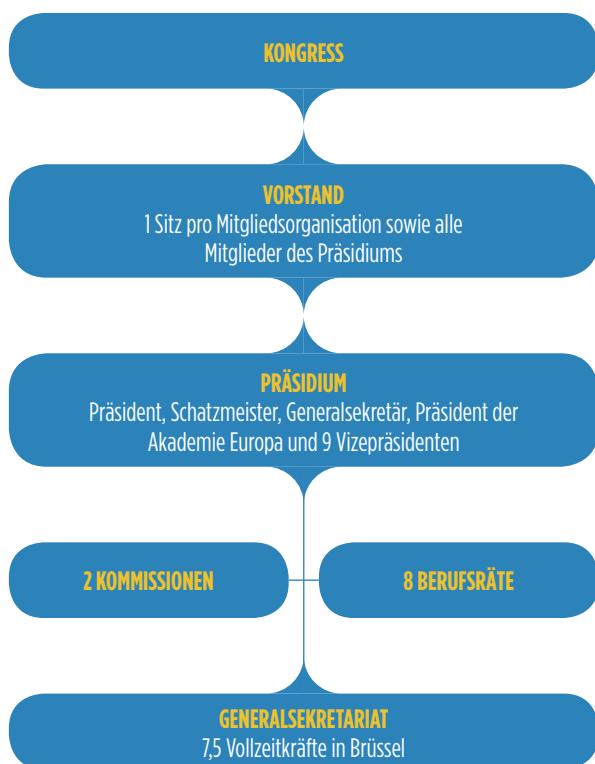 KONGRESS
VORSTAND
1 Sitz pro Mitgliedsorganisation sowie alle
Mitglieder des Präsidiums
PRÄSIDIUM
Präsident, Schatzmeister, Generalsekretär, Präsident der
Akademie Europa und 9 Vizepräsidenten
2 KOMMISSIONEN
8 BERUFSRÄTE
GENERALSEKRETARIAT
7,5 Vollzeitkräfte in Brüssel